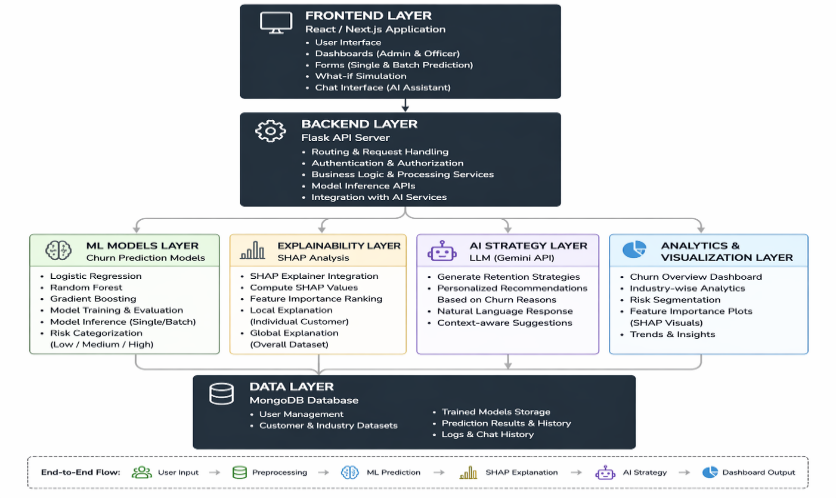 FRONTEND LAYER
React / Next.js Application
• User Interface
• Dashboards (Admin & Officer)
• Forms (Single & Batch Prediction)
• What-if Simulation
• Chat Interface (AI Assistant)
BACKEND LAYER
Flask API Server
• Routing & Request Handling
• Authentication & Authorization
• Business Logic & Processing Services
• Model Inference APIs
• Integration with AI Services
ML MODELS LAYER
Churn Prediction Models
• Logistic Regression
• Random Forest
• Gradient Boosting
• Model Training & Evaluation
• Model Inference (Single/Batch)
• Risk Categorization
(Low / Medium / High)
EXPLAINABILITY LAYER
SHAP Analysis
• SHAP Explainer Integration
• Compute SHAP Values
• Feature Importance Ranking
• Local Explanation
(Individual Customer)
• Global Explanation
(Overall Dataset)
AI STRATEGY LAYER
LLM (Gemini API)
• Generate Retention Strategies
• Personalized Recommendations
Based on Churn Reasons
• Natural Language Response
• Context-aware Suggestions
ANALYTICS &
VISUALIZATION LAYER
• Churn Overview Dashboard
• Industry-wise Analytics
• Risk Segmentation
• Feature Importance Plots
(SHAP Visuals)
• Trends & Insights
DATA LAYER
MongoDB Database
• User Management
• Customer & Industry Datasets
• Trained Models Storage
• Prediction Results & History
• Logs & Chat History
End-to-End Flow: User Input → Preprocessing → ML Prediction → SHAP Explanation → AI Strategy → Dashboard Output